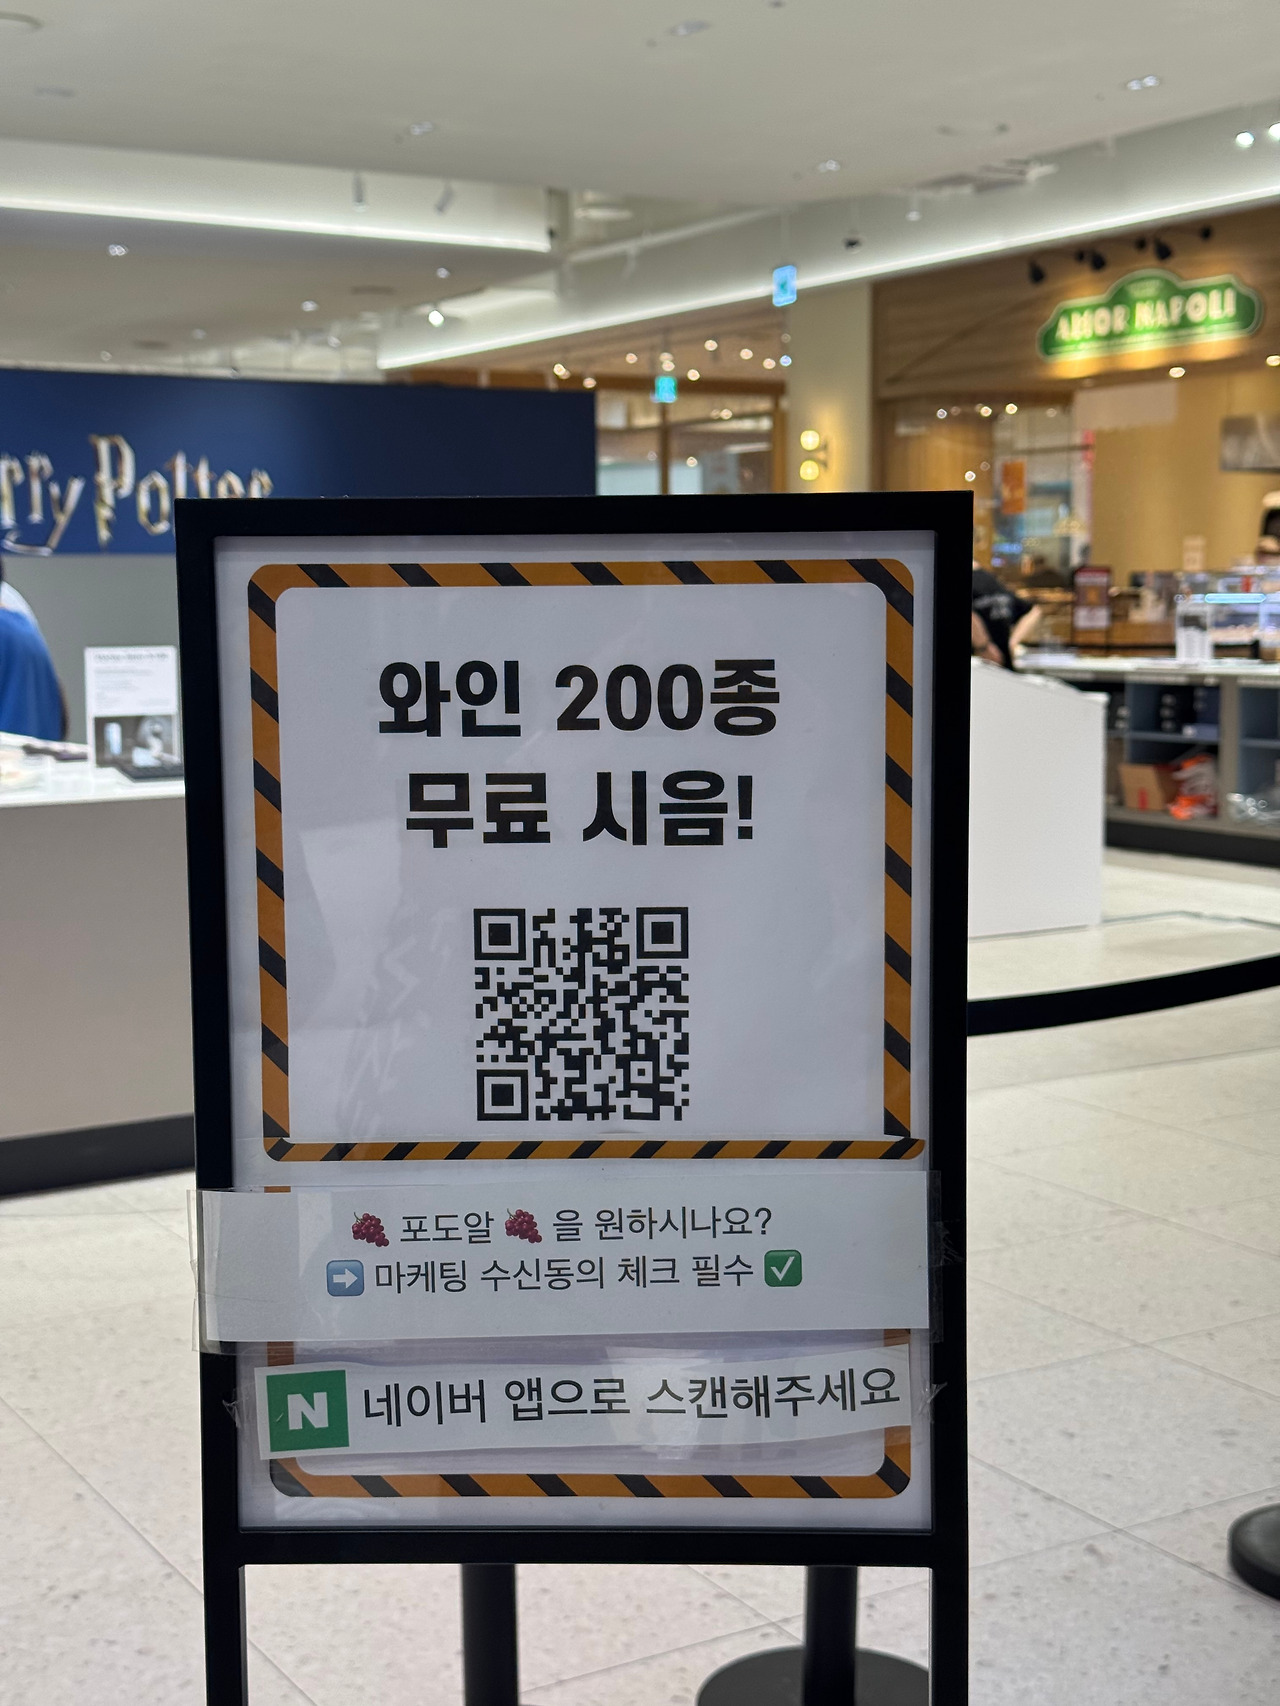 rry Potter
AMOR NAPOLI
와인 200종
무료 시음!
🍇 포도알 🍇 을 원하시나요?
➡️ 마케팅 수신동의 체크 필수 ✅
N 네이버 앱으로 스캔해주세요